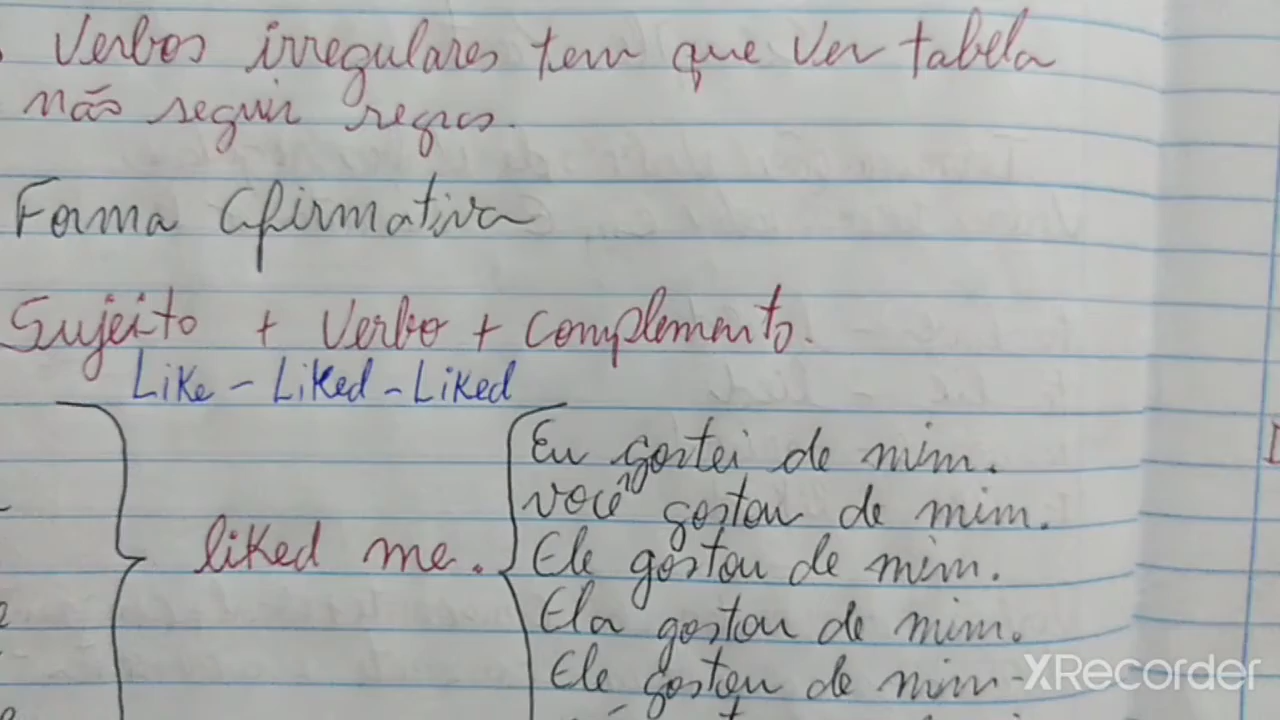 Verbos irregulares tem que ver tabela
não seguir regras.
Forma Afirmativa
Sujeito + Verbo + Complemento.
Like - Liked - Liked
Eu gostei de mim.
você gostou de mim.
liked me.
Ele gostou de mim.
Ela gostou de mim.
Ele gostou de mim-
XRecorder